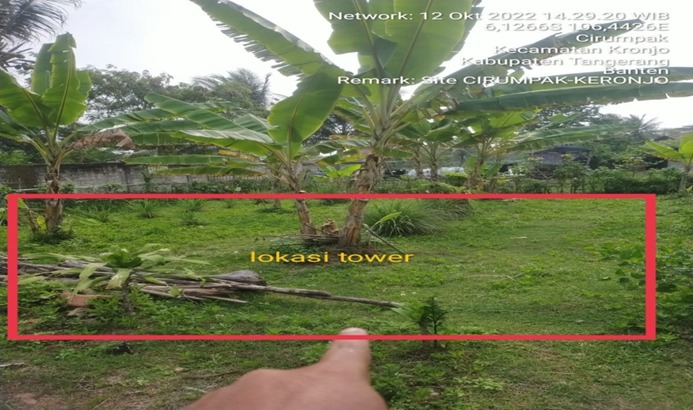 Network: 12 Okt 2022 14.29.20 WIB
6,1266S 106,4426E
Cirumpak
Kecamatan Kronjo
Kabupaten Tangerang
Banten
Remark: Site CIRUMPAK-KERONJO
lokasi tower